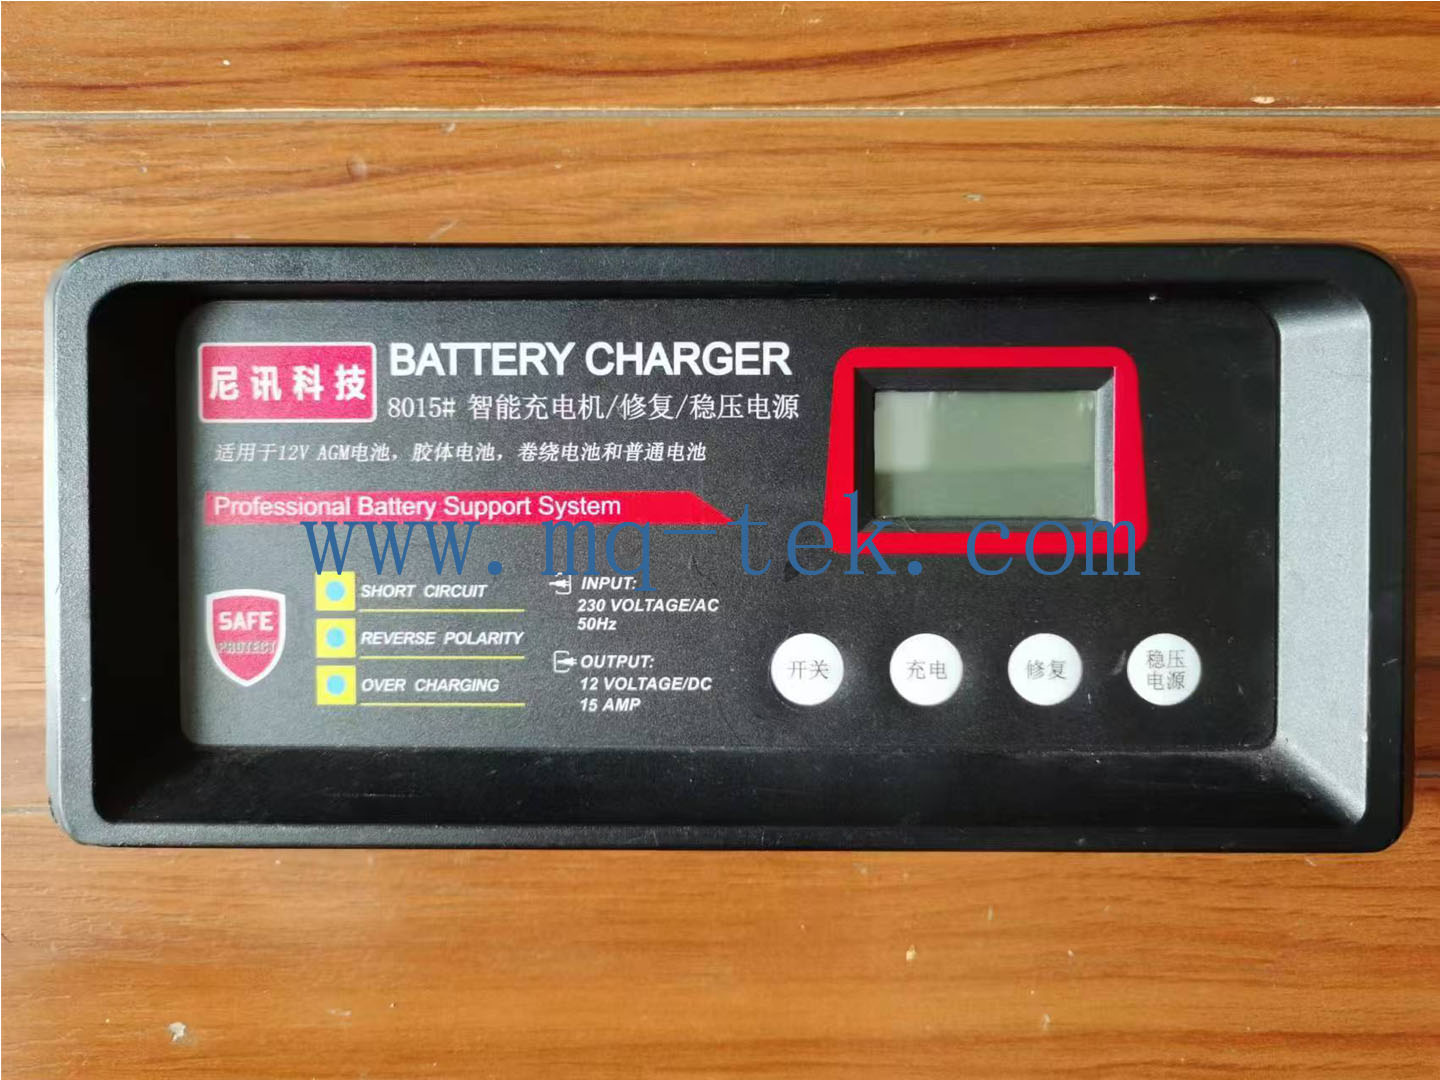 尼讯科技
BATTERY CHARGER
8015# 智能充电机/修复/稳压电源
适用于12V AGM电池，胶体电池，卷绕电池和普通电池
Professional Battery Support System
www.mq-tek.com
SAFE
PROTECT
SHORT CIRCUIT
REVERSE POLARITY
OVER CHARGING
INPUT:
230 VOLTAGE/AC
50Hz
OUTPUT:
12 VOLTAGE/DC
15 AMP
开关
充电
修复
稳压
电源